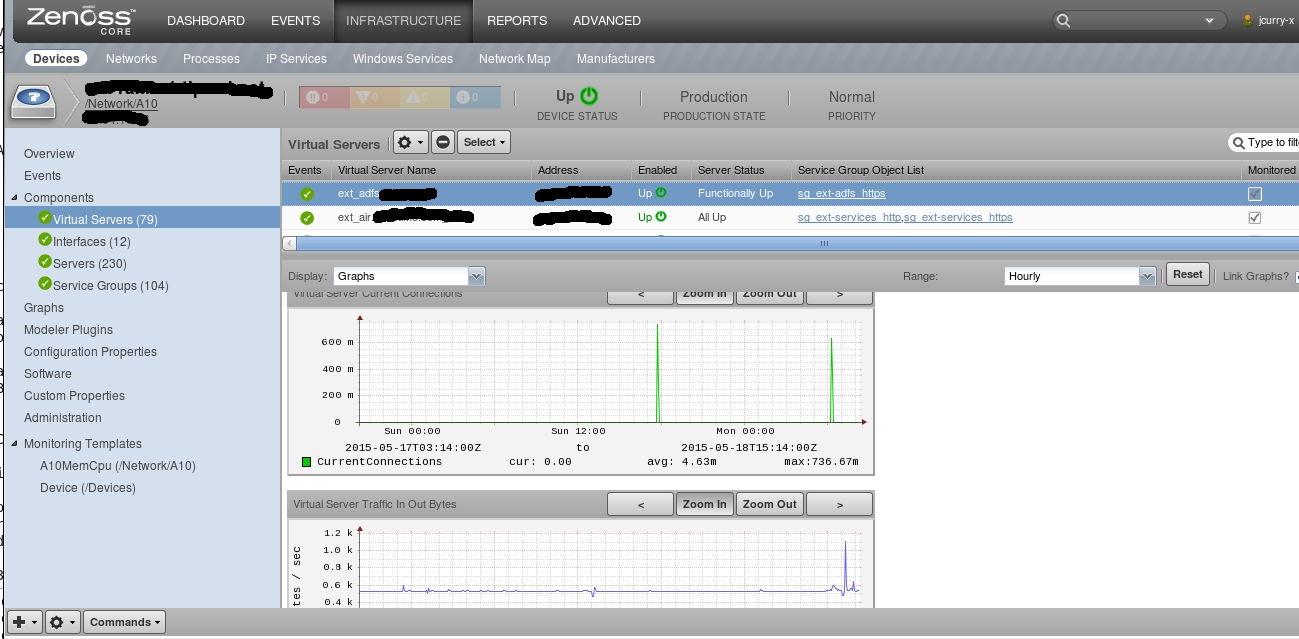 Zenoss CORE DASHBOARD EVENTS INFRASTRUCTURE REPORTS ADVANCED jcurry-x
Devices Networks Processes IP Services Windows Services Network Map Manufacturers
/Network/A10
0 0 0 0
Up DEVICE STATUS
Production PRODUCTION STATE
Normal PRIORITY
Overview
Events
Components
Virtual Servers (79)
Interfaces (12)
Servers (230)
Service Groups (104)
Graphs
Modeler Plugins
Configuration Properties
Software
Custom Properties
Administration
Monitoring Templates
A10MemCpu (/Network/A10)
Device (/Devices)
Virtual Servers Select Type to filt
Events Virtual Server Name Address Enabled Server Status Service Group Object List Monitored
ext_adfs Up Functionally Up sg_ext-adfs_https
ext_air Up All Up sg_ext-services_http,sg_ext-services_https
Display: Graphs Range: Hourly Reset Link Graphs?
Virtual Server Current Connections < Zoom In Zoom Out >
600 m
400 m
200 m
0
Sun 00:00 Sun 12:00 Mon 00:00
2015-05-17T03:14:00Z to 2015-05-18T15:14:00Z
CurrentConnections cur: 0.00 avg: 4.63m max:736.67m
Virtual Server Traffic In Out Bytes < Zoom In Zoom Out >
1.2 k
1.0 k
0.8 k
0.6 k
0.4 k
tes / sec
Commands